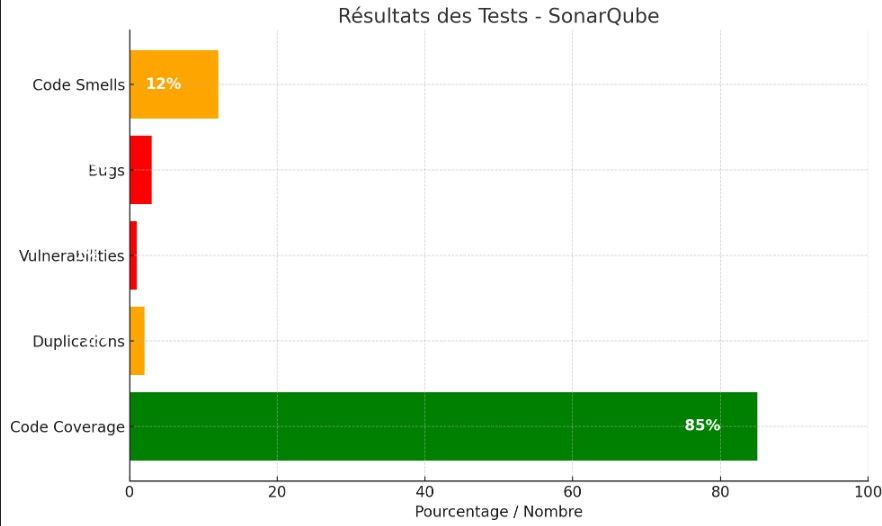 Résultats des Tests - SonarQube
Code Smells
12%
Bugs
Vulnerabilities
Duplications
Code Coverage
85%
0 20 40 60 80 100
Pourcentage / Nombre